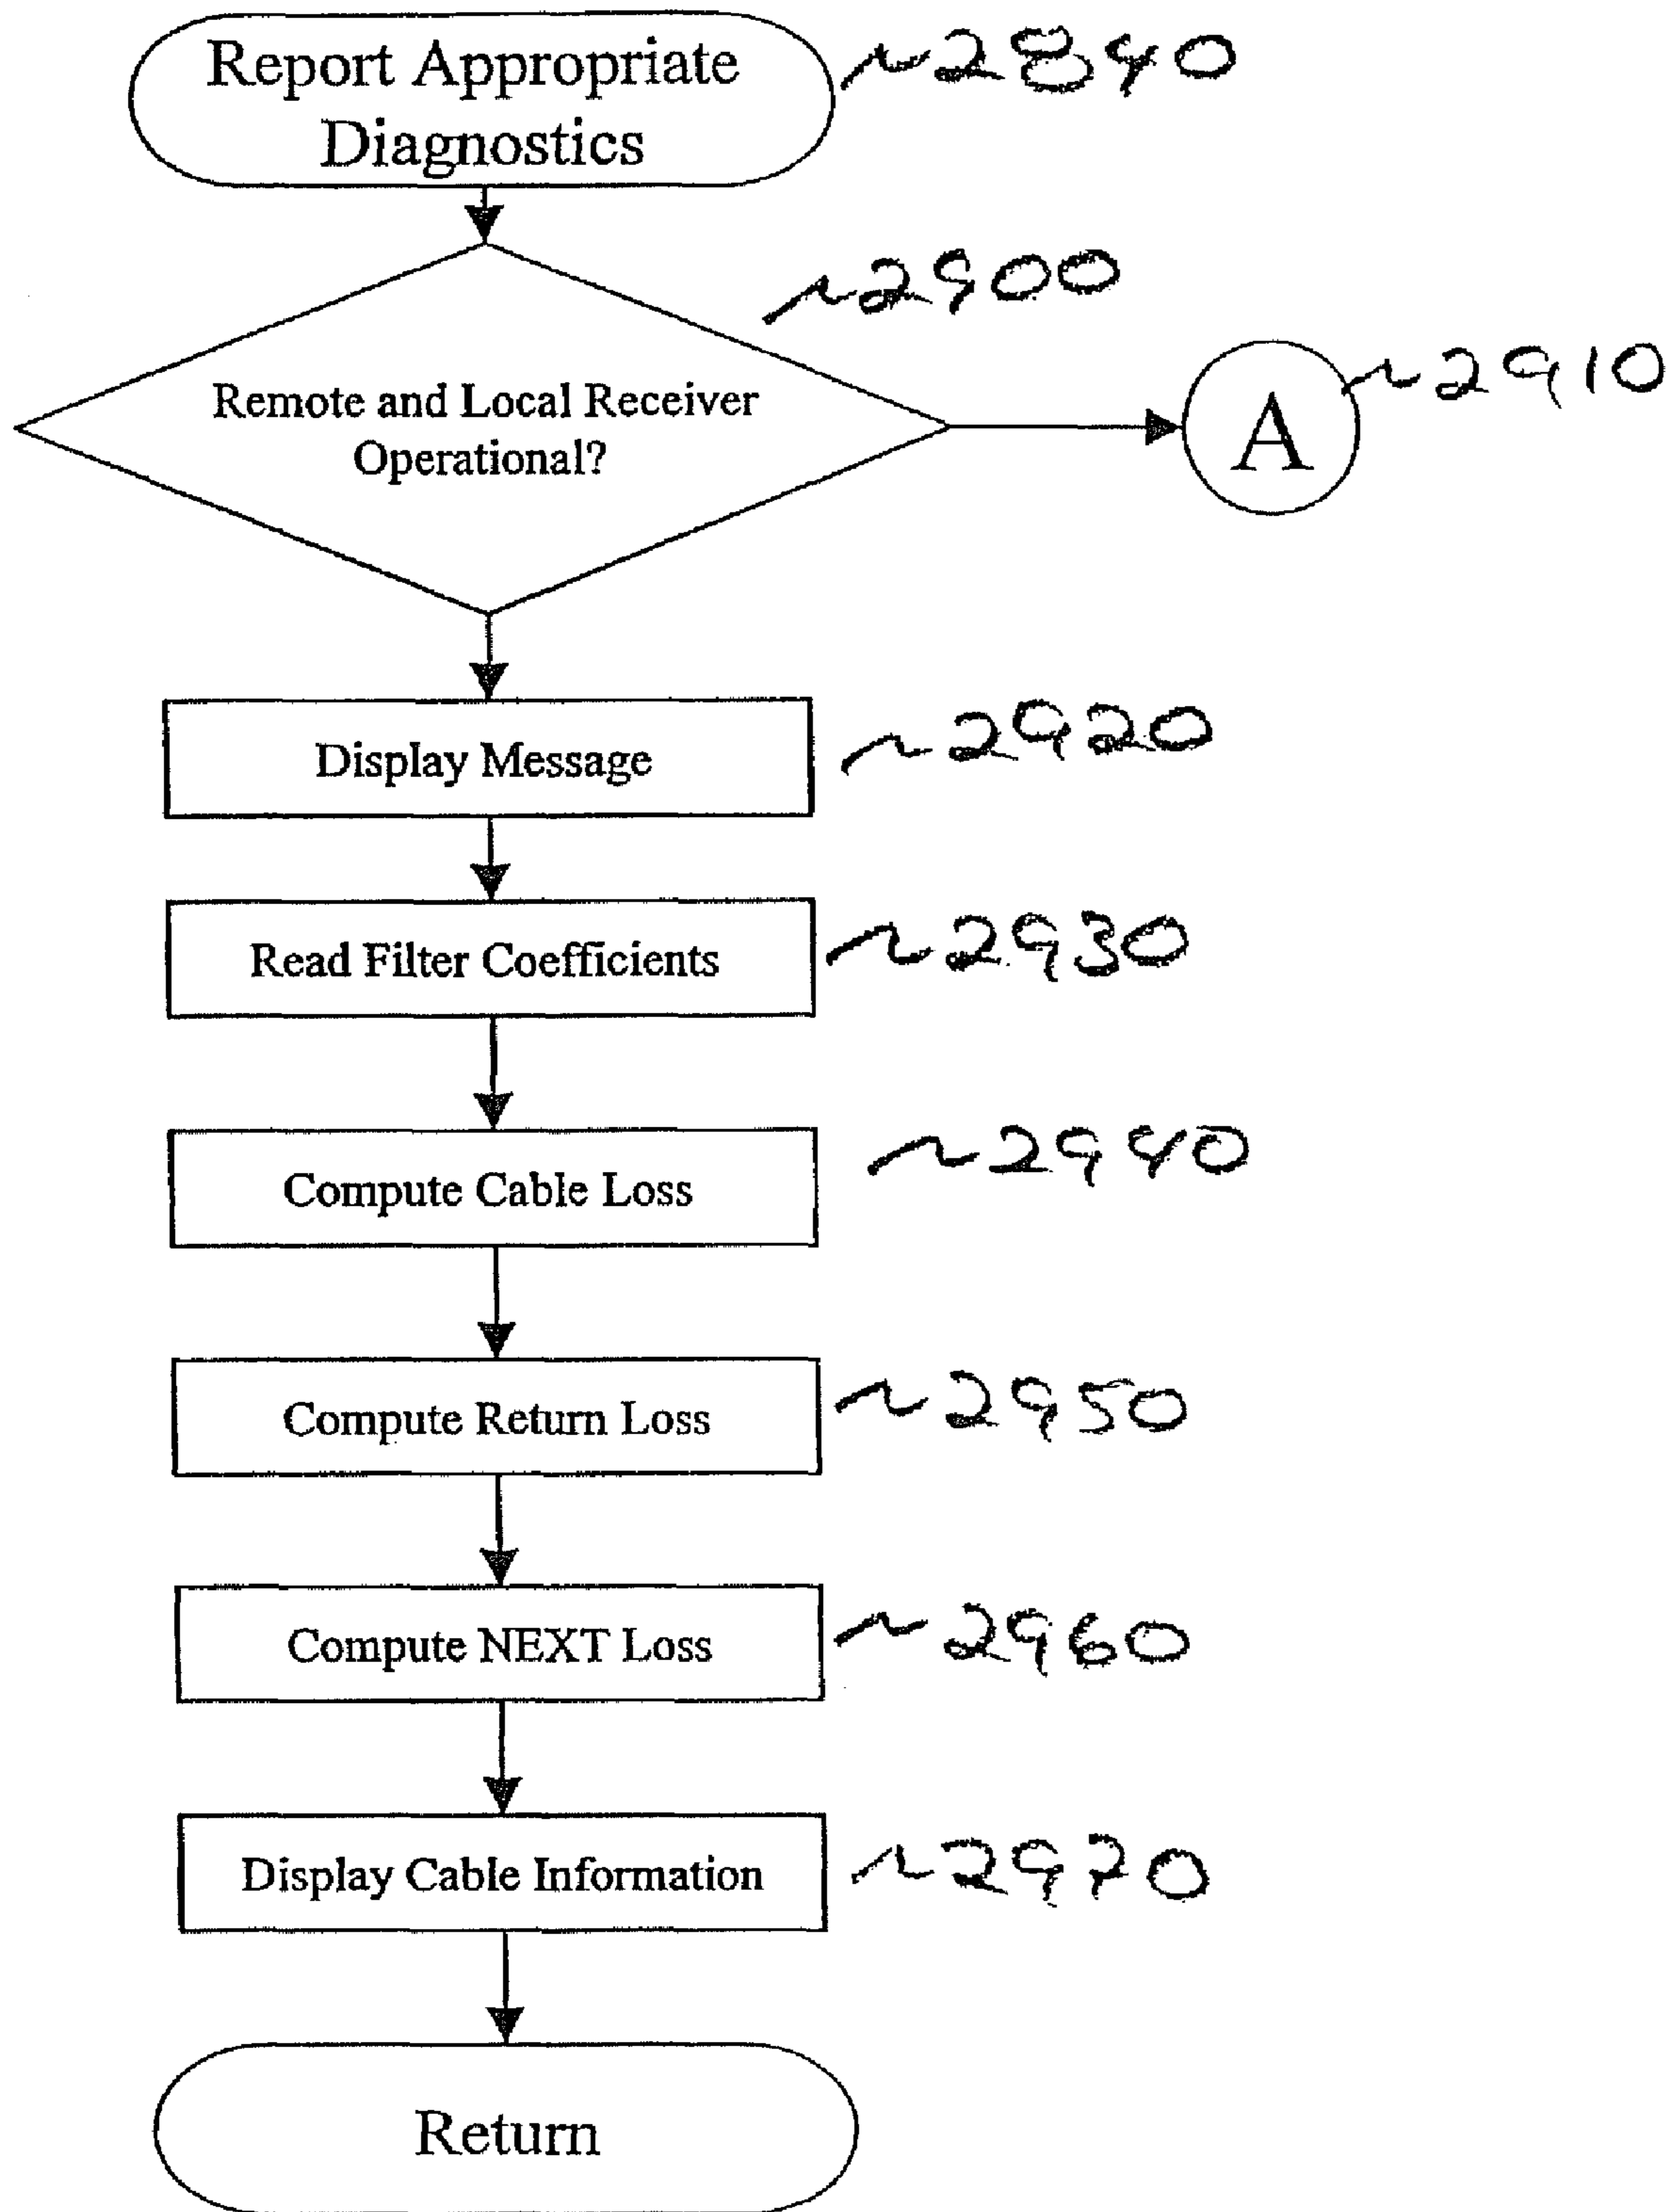 Report Appropriate
Diagnostics
~2840
~2900
Remote and Local Receiver
Operational?
A
~2910
Display Message
~2920
Read Filter Coefficients
~2930
Compute Cable Loss
~2940
Compute Return Loss
~2950
Compute NEXT Loss
~2960
Display Cable Information
~2970
Return